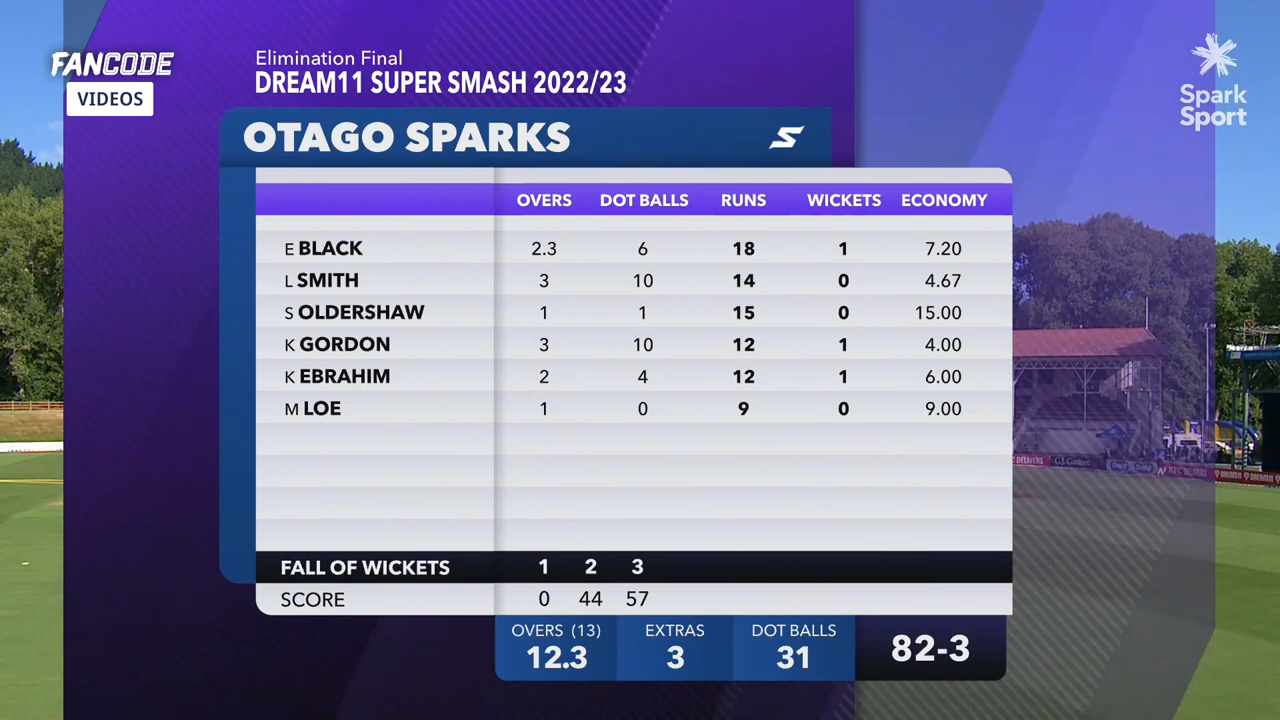 FANCODE
VIDEOS
Elimination Final
DREAM11 SUPER SMASH 2022/23
Spark
Sport
OTAGO SPARKS
OVERS DOT BALLS RUNS WICKETS ECONOMY
E BLACK 2.3 6 18 1 7.20
L SMITH 3 10 14 0 4.67
S OLDERSHAW 1 1 15 0 15.00
K GORDON 3 10 12 1 4.00
K EBRAHIM 2 4 12 1 6.00
M LOE 1 0 9 0 9.00
FALL OF WICKETS 1 2 3
SCORE 0 44 57
OVERS (13) EXTRAS DOT BALLS
12.3 3 31 82-3